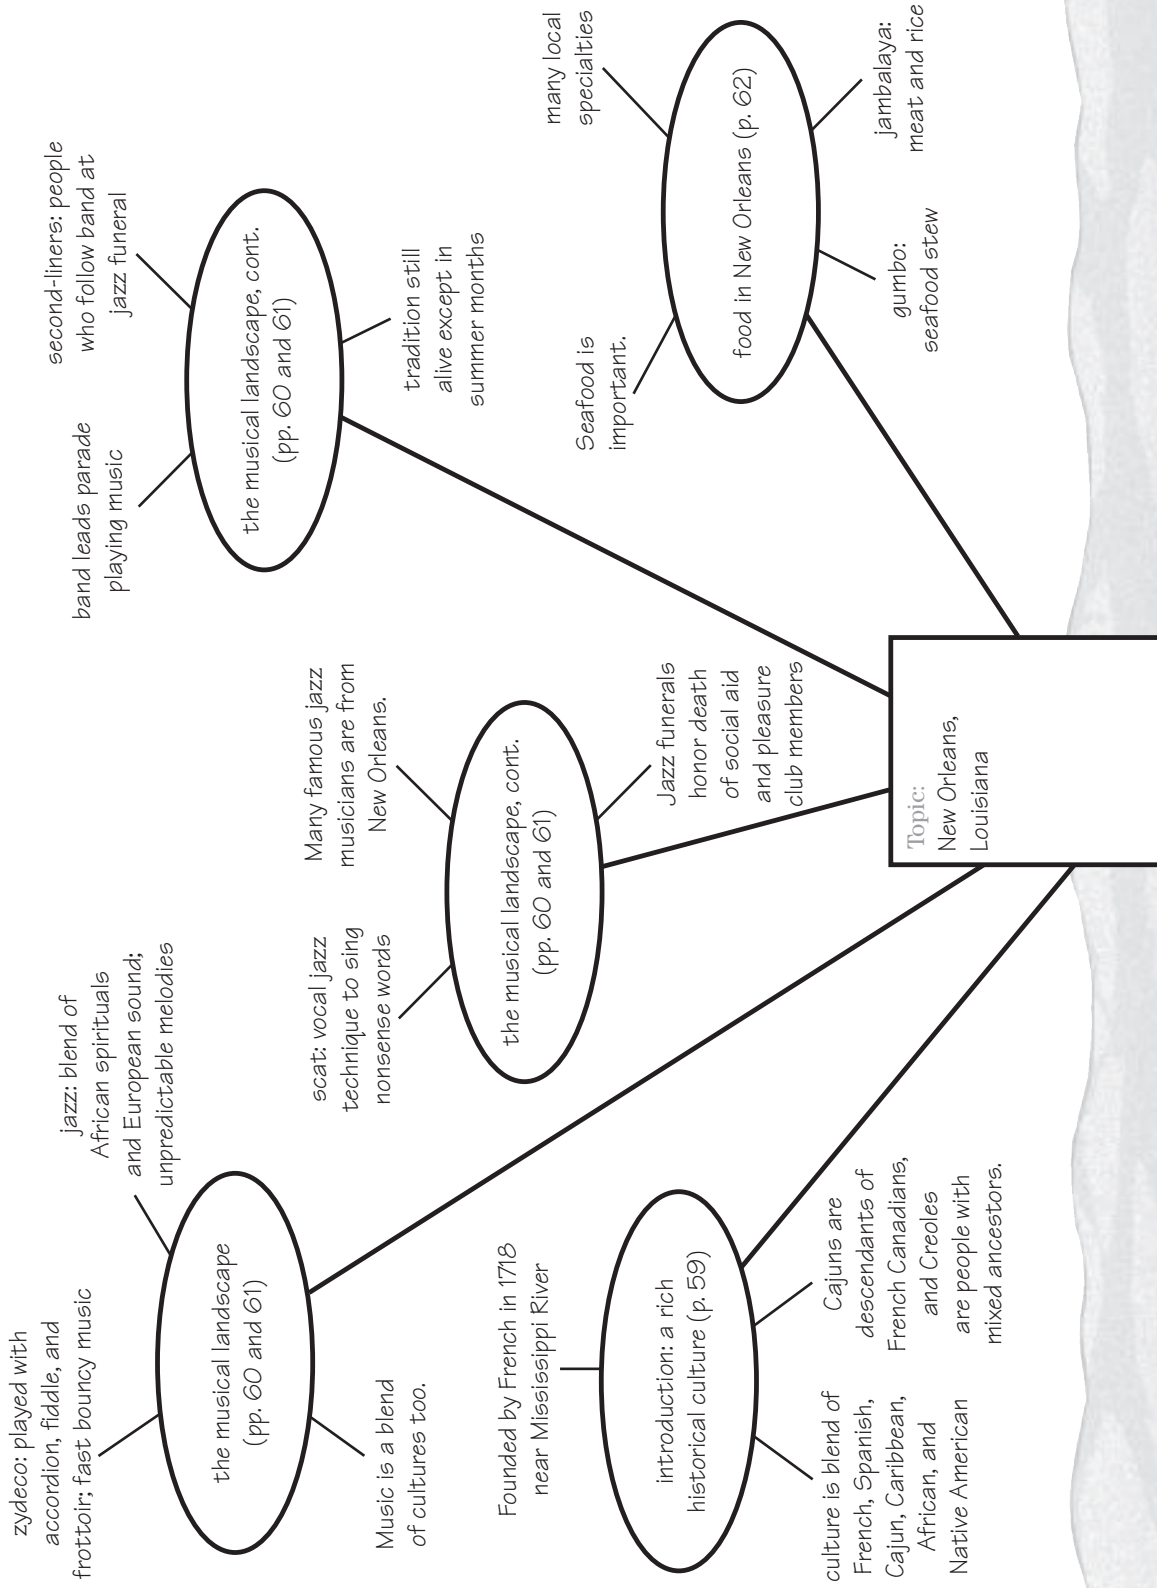 zydeco: played with
accordion, fiddle, and
frottoir; fast bouncy music
jazz: blend of
African spirituals
and European sound;
unpredictable melodies
the musical landscape
(pp. 60 and 61)
Music is a blend
of cultures too.
scat: vocal jazz
technique to sing
nonsense words
Many famous jazz
musicians are from
New Orleans.
the musical landscape, cont.
(pp. 60 and 61)
Jazz funerals
honor death
of social aid
and pleasure
club members
band leads parade
playing music
second-liners: people
who follow band at
jazz funeral
the musical landscape, cont.
(pp. 60 and 61)
tradition still
alive except in
summer months
Founded by French in 1718
near Mississippi River
introduction: a rich
historical culture (p. 59)
culture is blend of
French, Spanish,
Cajun, Caribbean,
African, and
Native American
Cajuns are
descendants of
French Canadians,
and Creoles
are people with
mixed ancestors.
Seafood is
important.
many local
specialties
food in New Orleans (p. 62)
gumbo:
seafood stew
jambalaya:
meat and rice
Topic:
New Orleans,
Louisiana